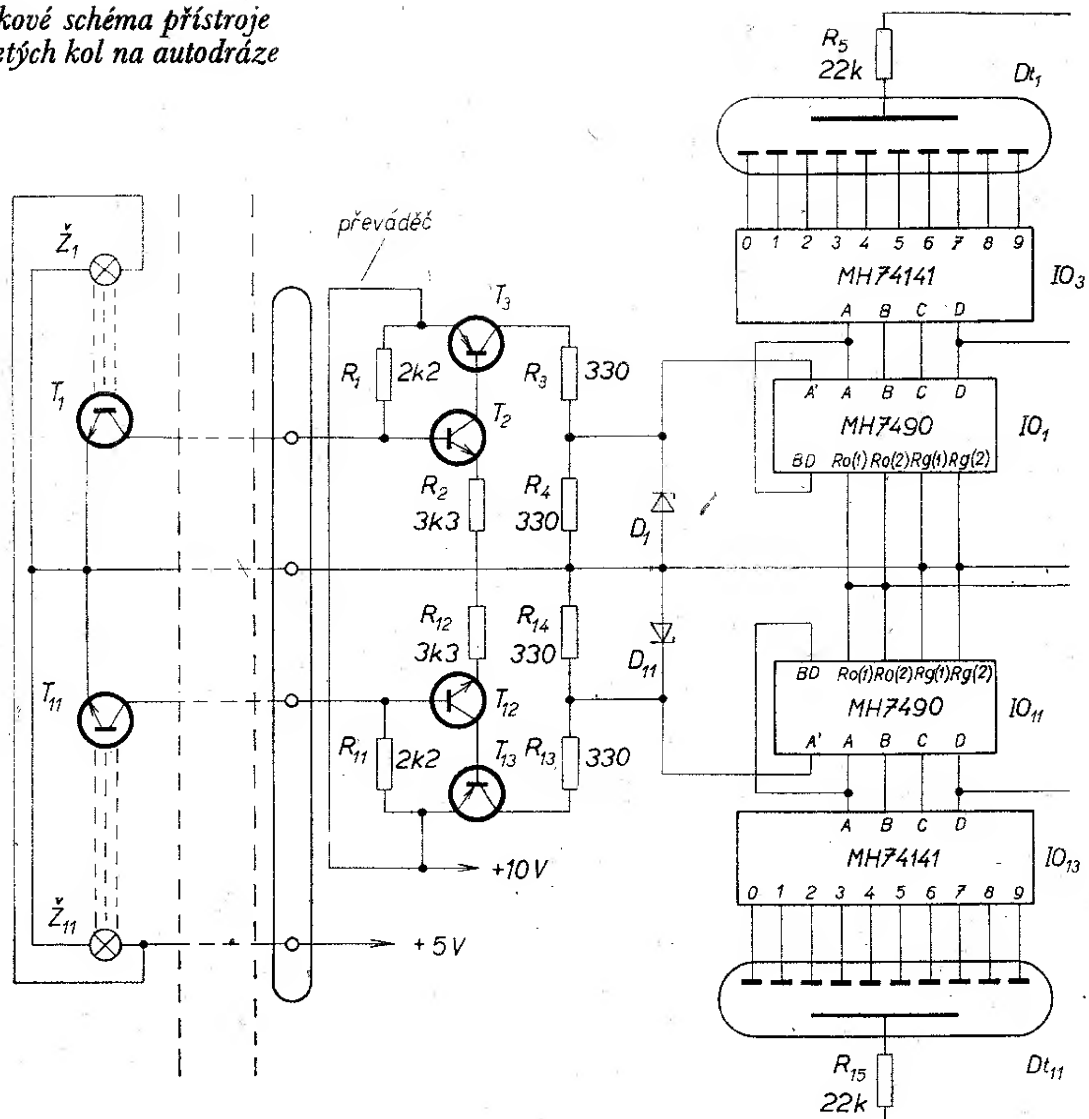 kové schéma přístroje
etých kol na autodráze
R5
22k
Dt1
převáděč
Ž1
0 1 2 3 4 5 6 7 8 9
MH74141
IO3
A B C D
T3
R1
2k2
R3
330
T1
T2
A' A B C D
MH7490
IO1
BD Ro(1) Ro(2) Rg(1) Rg(2)
R2
3k3
R4
330
D1
R12
3k3
R14
330
D11
T11
T12
BD Ro(1) Ro(2) Rg(1) Rg(2)
MH7490
IO11
A' A B C D
R11
2k2
T13
R13
330
A B C D
MH74141
IO13
0 1 2 3 4 5 6 7 8 9
+10V
Ž11
+5V
R15
22k
Dt11